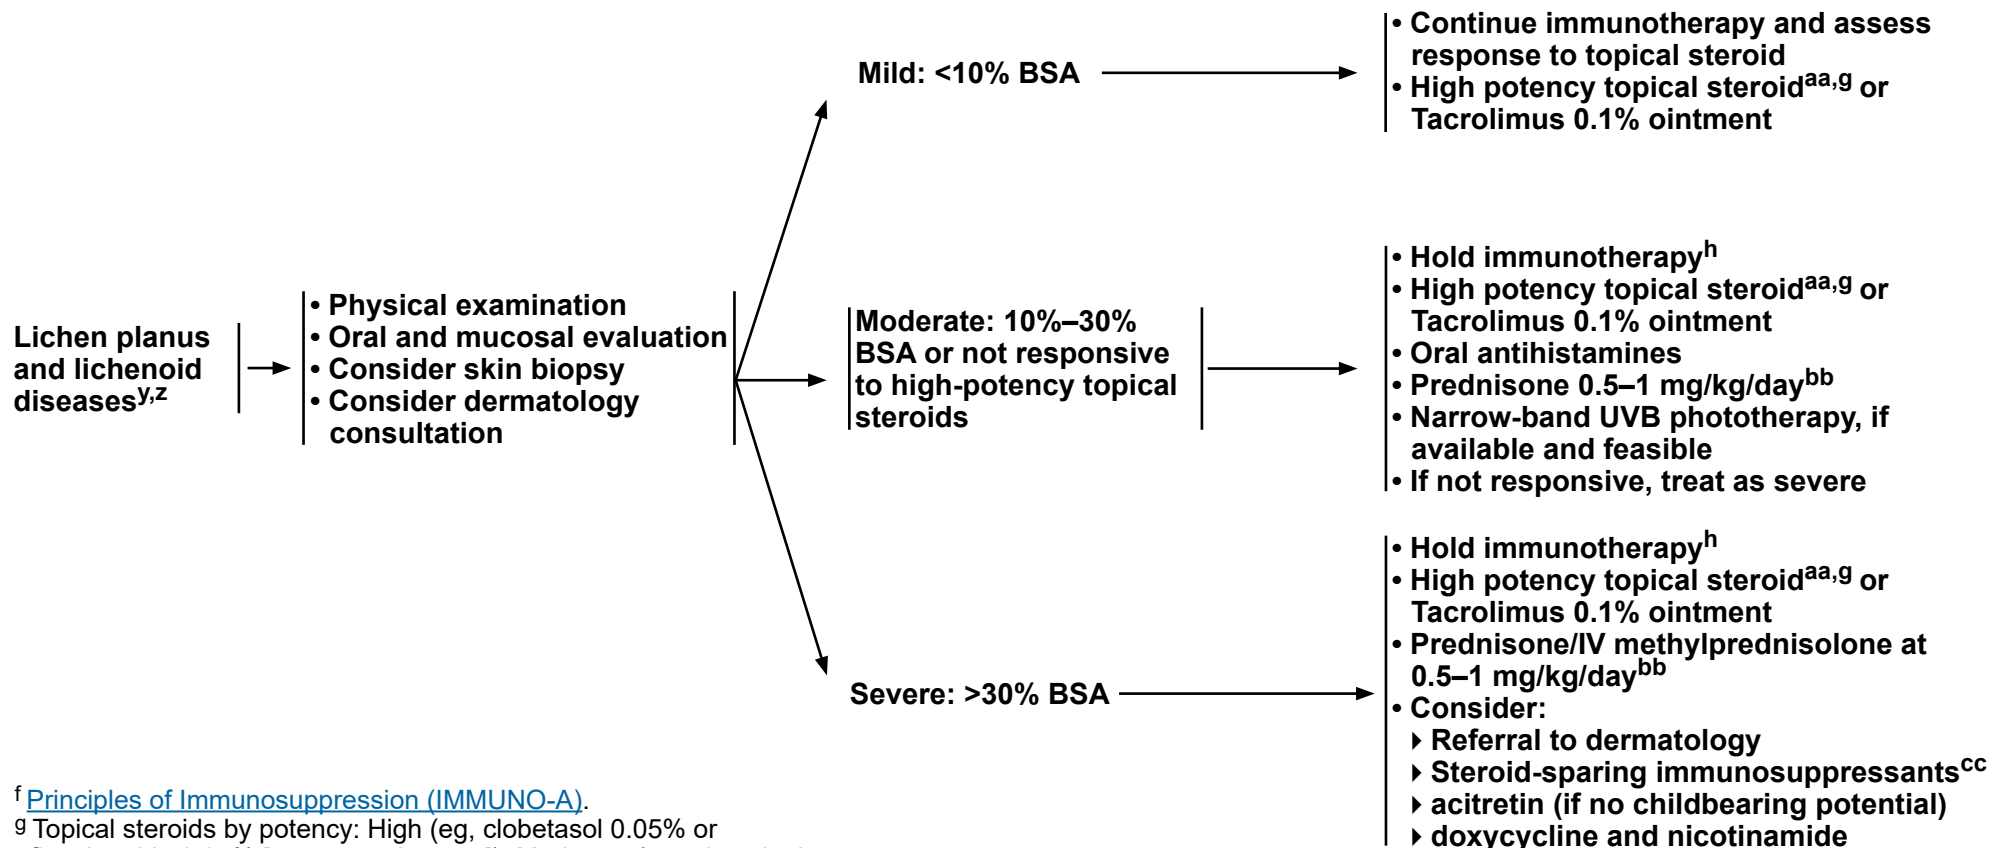 Lichen planus
and lichenoid
diseasesy,z
• Physical examination
• Oral and mucosal evaluation
• Consider skin biopsy
• Consider dermatology
consultation
Mild: <10% BSA
• Continue immunotherapy and assess
response to topical steroid
• High potency topical steroidaa,g or
Tacrolimus 0.1% ointment
Moderate: 10%–30%
BSA or not responsive
to high-potency topical
steroids
• Hold immunotherapyh
• High potency topical steroidaa,g or
Tacrolimus 0.1% ointment
• Oral antihistamines
• Prednisone 0.5–1 mg/kg/daybb
• Narrow-band UVB phototherapy, if
available and feasible
• If not responsive, treat as severe
Severe: >30% BSA
• Hold immunotherapyh
• High potency topical steroidaa,g or
Tacrolimus 0.1% ointment
• Prednisone/IV methylprednisolone at
0.5–1 mg/kg/daybb
• Consider:
▸ Referral to dermatology
▸ Steroid-sparing immunosuppressantscc
▸ acitretin (if no childbearing potential)
▸ doxycycline and nicotinamide
f Principles of Immunosuppression (IMMUNO-A).
g Topical steroids by potency: High (eg, clobetasol 0.05% or